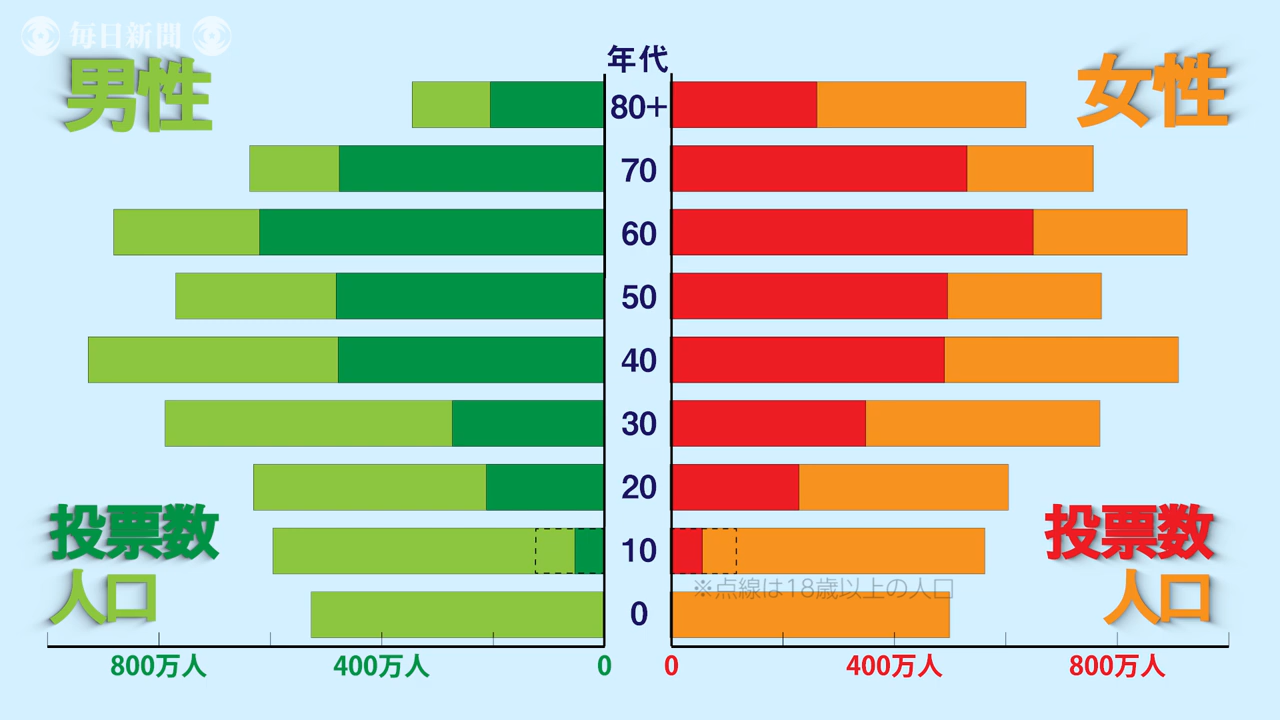 毎日新聞
男性
年代
女性
80+
70
60
50
40
30
20
10
0
投票数
人口
投票数
人口
※点線は18歳以上の人口
800万人
400万人
0
0
400万人
800万人